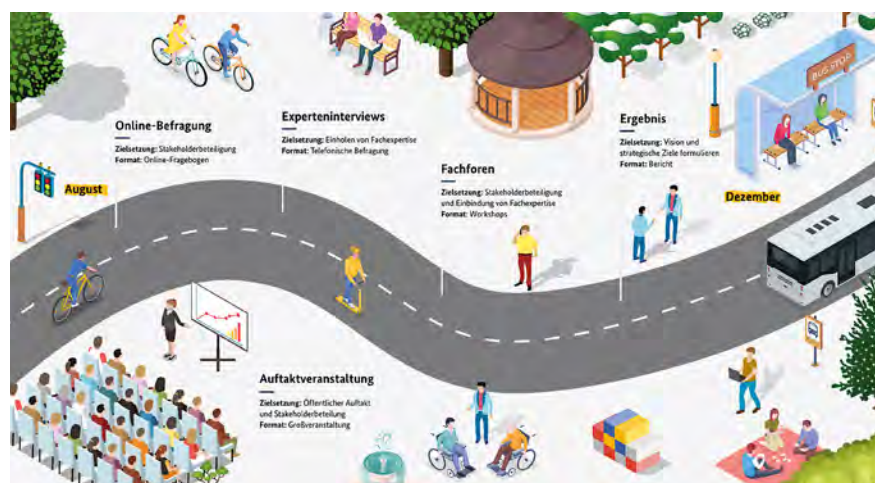 Online-Befragung
Zielsetzung: Stakeholderbeteiligung
Format: Online-Fragebogen
Experteninterviews
Zielsetzung: Einholen von Fachexpertise
Format: Telefonische Befragung
Fachforen
Zielsetzung: Stakeholderbeteiligung
und Einbindung von Fachexpertise
Format: Workshops
Ergebnis
Zielsetzung: Vision und
strategische Ziele formulieren
Format: Bericht
BUS STOP
August
Dezember
Auftaktveranstaltung
Zielsetzung: Öffentlicher Auftakt
und Stakeholderbeteilung
Format: Großveranstaltung